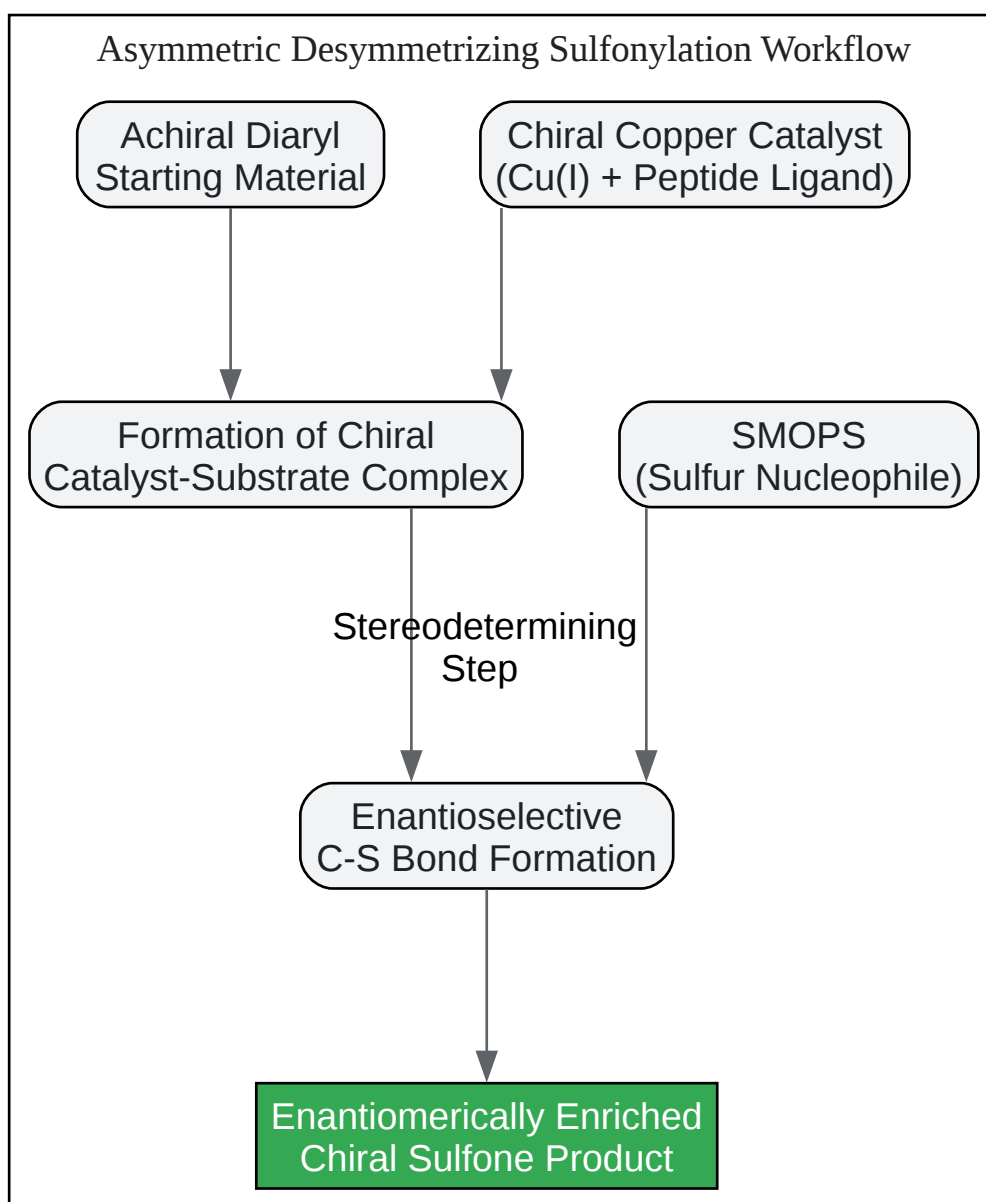 Asymmetric Desymmetrizing Sulfonylation Workflow
Achiral Diaryl
Starting Material
Chiral Copper Catalyst
(Cu(I) + Peptide Ligand)
Formation of Chiral
Catalyst-Substrate Complex
SMOPS
(Sulfur Nucleophile)
Stereodetermining
Step
Enantioselective
C-S Bond Formation
Enantiomerically Enriched
Chiral Sulfone Product